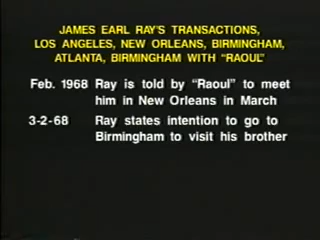 JAMES EARL RAY'S TRANSACTIONS,
LOS ANGELES, NEW ORLEANS, BIRMINGHAM,
ATLANTA, BIRMINGHAM WITH “RAOUL”
Feb. 1968 Ray is told by “Raoul” to meet
him in New Orleans in March
3-2-68 Ray states intention to go to
Birmingham to visit his brother